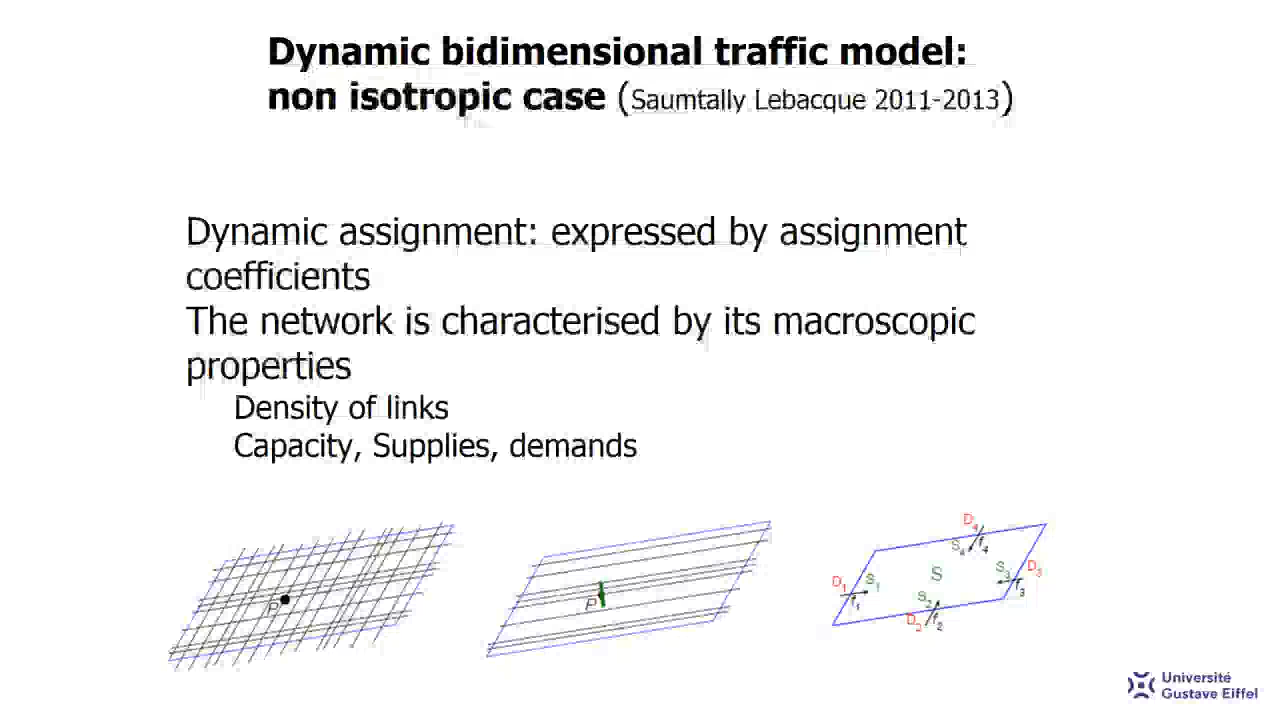 Dynamic bidimensional traffic model:
non isotropic case (Saumtally Lebacque 2011-2013)
Dynamic assignment: expressed by assignment
coefficients
The network is characterised by its macroscopic
properties
Density of links
Capacity, Supplies, demands
P
P
D4
S4 f4
D1 S1 S S3 D3
f1 S2 f3
D2 f2
Université
Gustave Eiffel